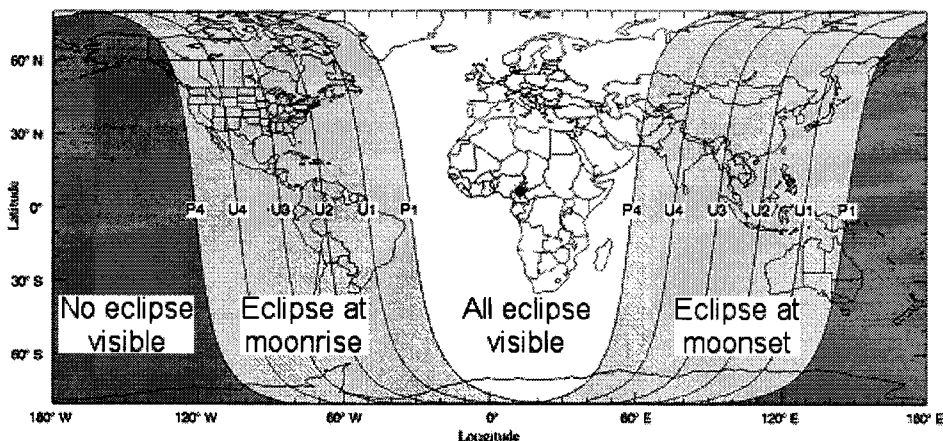 60° N
30° N
0°
30° S
60° S
Latitude
P4 U4 U3 U2 U1 P1 P4 U4 U3 U2 U1 P1
No eclipse visible
Eclipse at moonrise
All eclipse visible
Eclipse at moonset
180° W 120° W 60° W 0° 60° E 120° E 180° E
Longitude